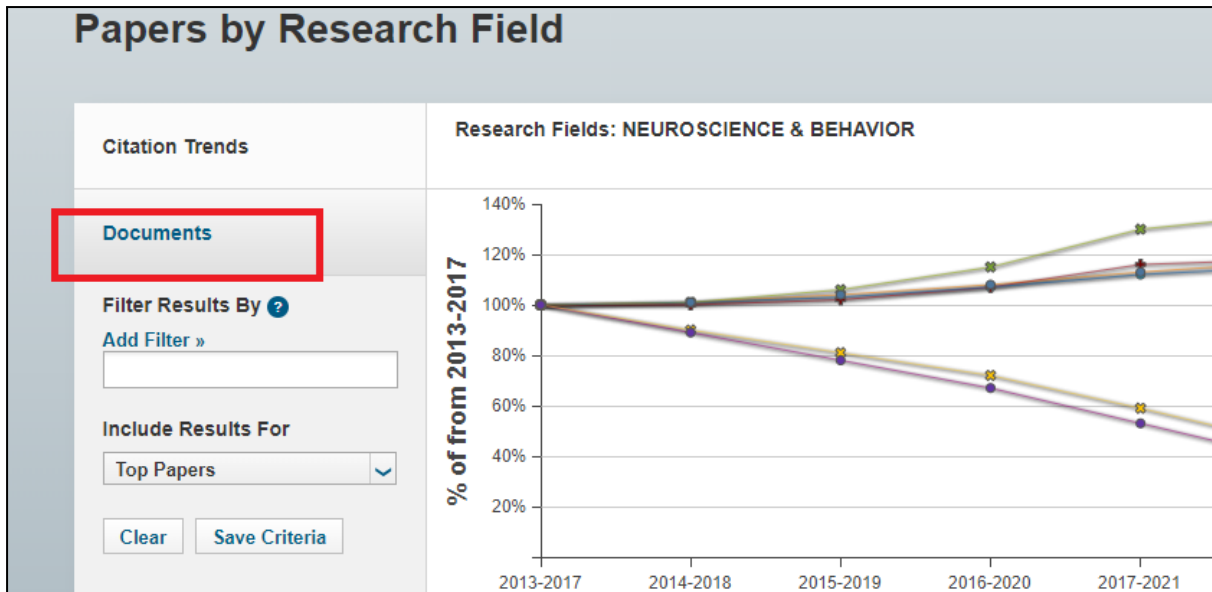 Papers by Research Field
Citation Trends
Documents
Filter Results By ?
Add Filter »
Include Results For
Top Papers
Clear Save Criteria
Research Fields: NEUROSCIENCE & BEHAVIOR
% of from 2013-2017
140%
120%
100%
80%
60%
40%
20%
2013-2017 2014-2018 2015-2019 2016-2020 2017-2021